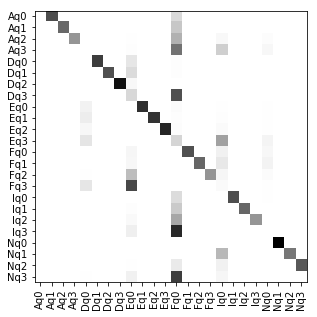 Aq0
Aq1
Aq2
Aq3
Dq0
Dq1
Dq2
Dq3
Eq0
Eq1
Eq2
Eq3
Fq0
Fq1
Fq2
Fq3
Iq0
Iq1
Iq2
Iq3
Nq0
Nq1
Nq2
Nq3
Aq0
Aq1
Aq2
Aq3
Dq0
Dq1
Dq2
Dq3
Eq0
Eq1
Eq2
Eq3
Fq0
Fq1
Fq2
Fq3
Iq0
Iq1
Iq2
Iq3
Nq0
Nq1
Nq2
Nq3